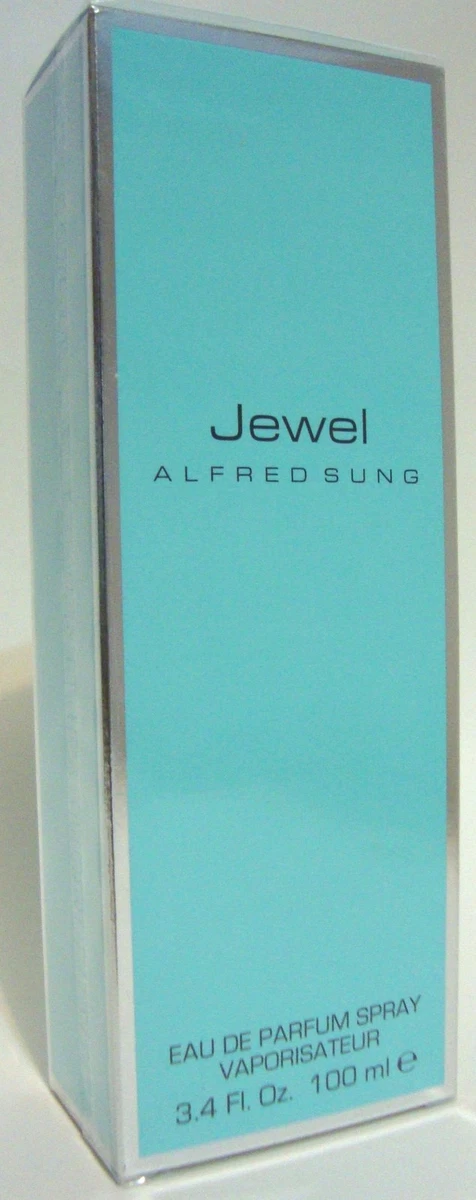 Jewel
ALFRED SUNG
EAU DE PARFUM SPRAY
VAPORISATEUR
3.4 Fl. Oz. 100 ml ℮